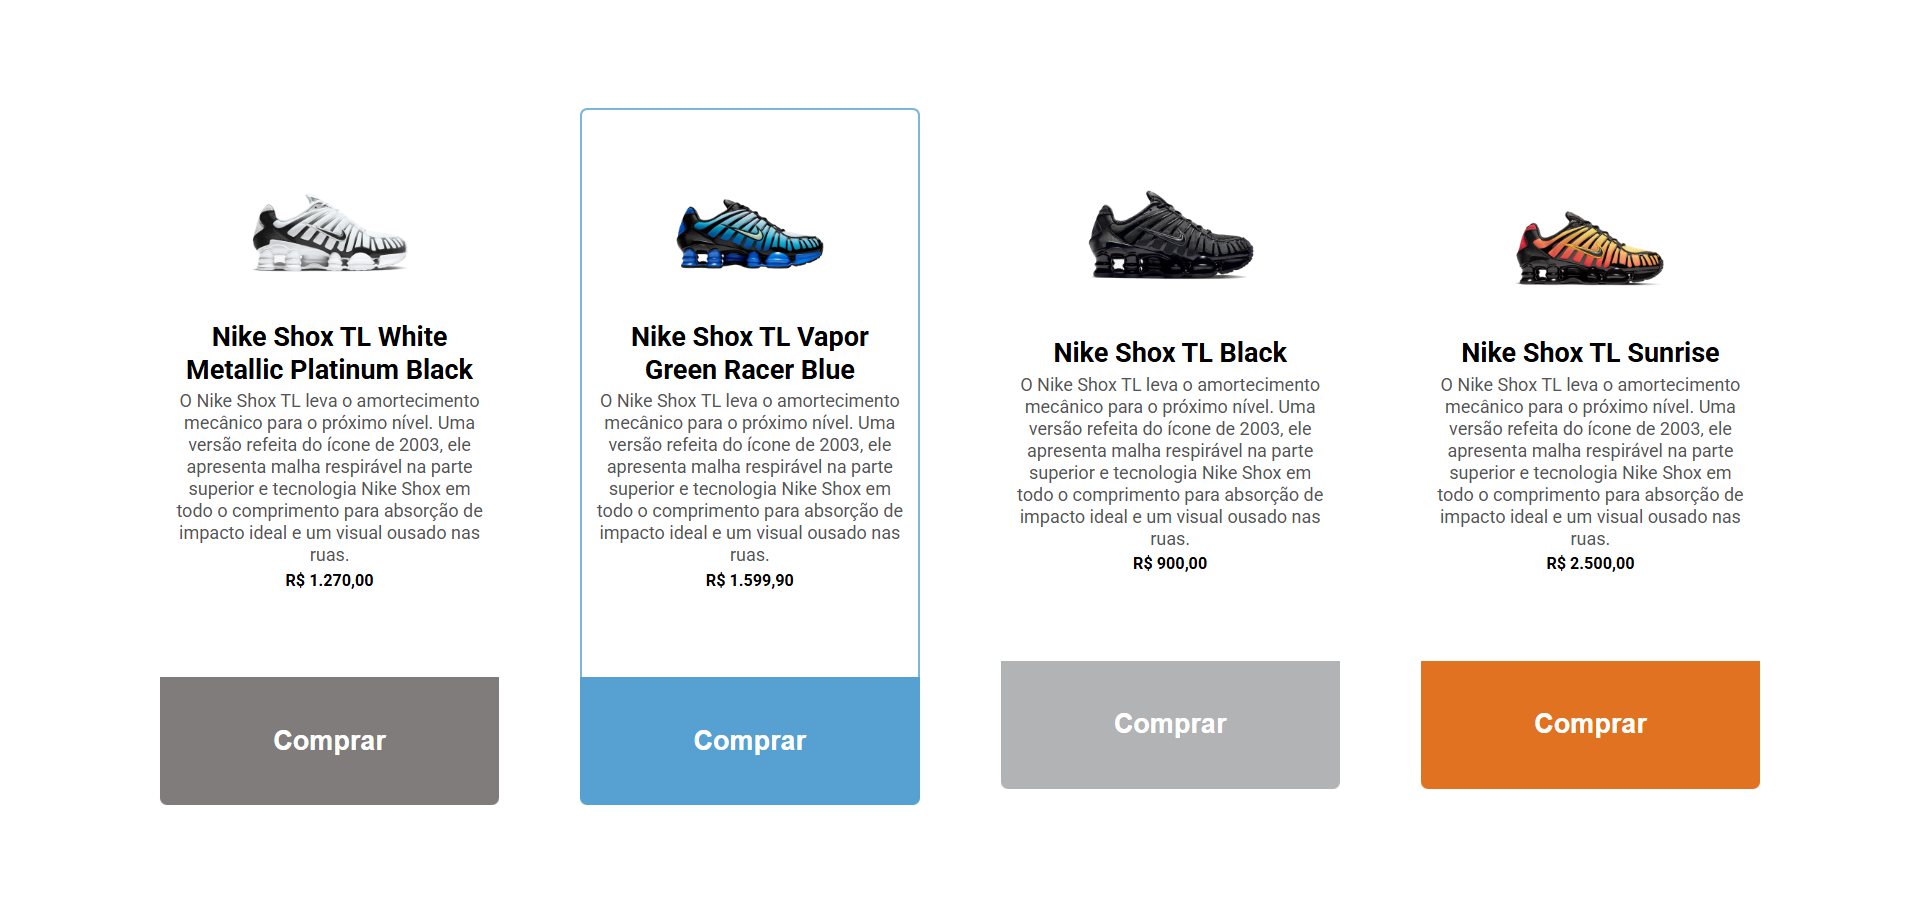 Nike Shox TL White
Metallic Platinum Black
O Nike Shox TL leva o amortecimento
mecânico para o próximo nível. Uma
versão refeita do ícone de 2003, ele
apresenta malha respirável na parte
superior e tecnologia Nike Shox em
todo o comprimento para absorção de
impacto ideal e um visual ousado nas
ruas.
R$ 1.270,00
Comprar
Nike Shox TL Vapor
Green Racer Blue
O Nike Shox TL leva o amortecimento
mecânico para o próximo nível. Uma
versão refeita do ícone de 2003, ele
apresenta malha respirável na parte
superior e tecnologia Nike Shox em
todo o comprimento para absorção de
impacto ideal e um visual ousado nas
ruas.
R$ 1.599,90
Comprar
Nike Shox TL Black
O Nike Shox TL leva o amortecimento
mecânico para o próximo nível. Uma
versão refeita do ícone de 2003, ele
apresenta malha respirável na parte
superior e tecnologia Nike Shox em
todo o comprimento para absorção de
impacto ideal e um visual ousado nas
ruas.
R$ 900,00
Comprar
Nike Shox TL Sunrise
O Nike Shox TL leva o amortecimento
mecânico para o próximo nível. Uma
versão refeita do ícone de 2003, ele
apresenta malha respirável na parte
superior e tecnologia Nike Shox em
todo o comprimento para absorção de
impacto ideal e um visual ousado nas
ruas.
R$ 2.500,00
Comprar